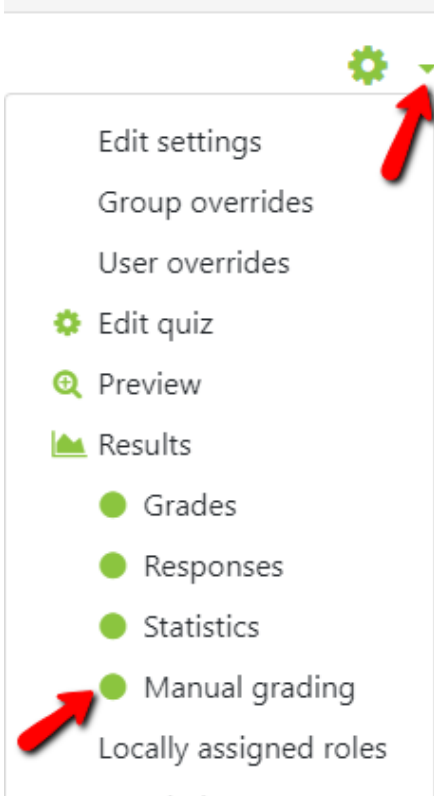 Edit settings
Group overrides
User overrides
Edit quiz
Preview
Results
Grades
Responses
Statistics
Manual grading
Locally assigned roles